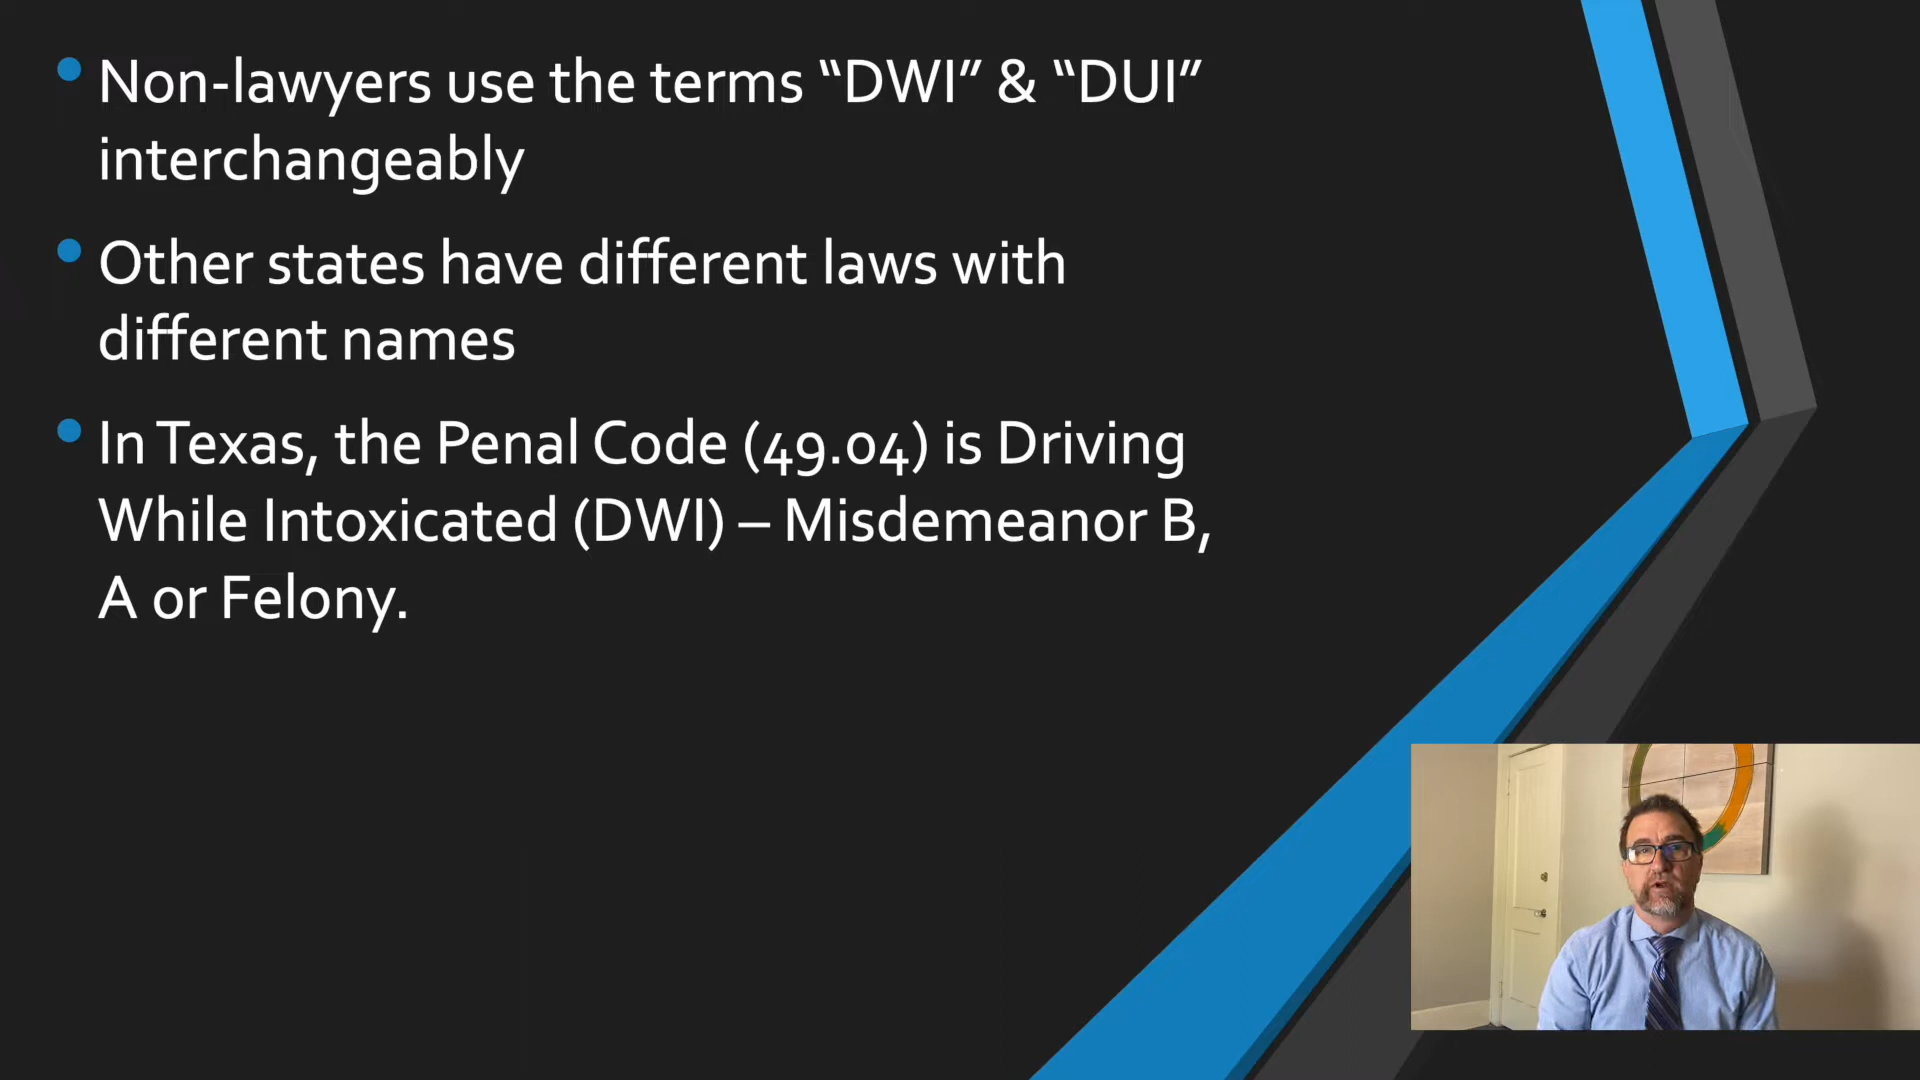 Non-lawyers use the terms “DWI” & “DUI”
interchangeably
Other states have different laws with
different names
In Texas, the Penal Code (49.04) is Driving
While Intoxicated (DWI) – Misdemeanor B,
A or Felony.